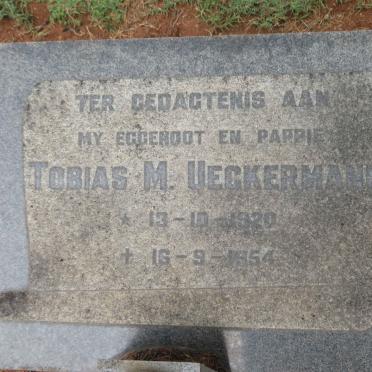 TER GEDAGTENIS AAN
MY EGGENOOT EN PAPPIE
TOBIAS M. UECKERMANN
* 13-10-1920
† 16-9-1954